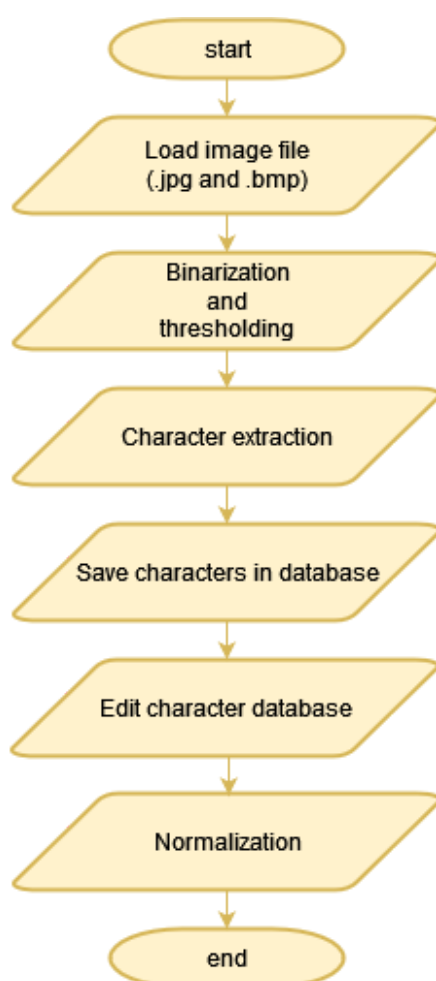 start
Load image file
(.jpg and .bmp)
Binarization
and
thresholding
Character extraction
Save characters in database
Edit character database
Normalization
end